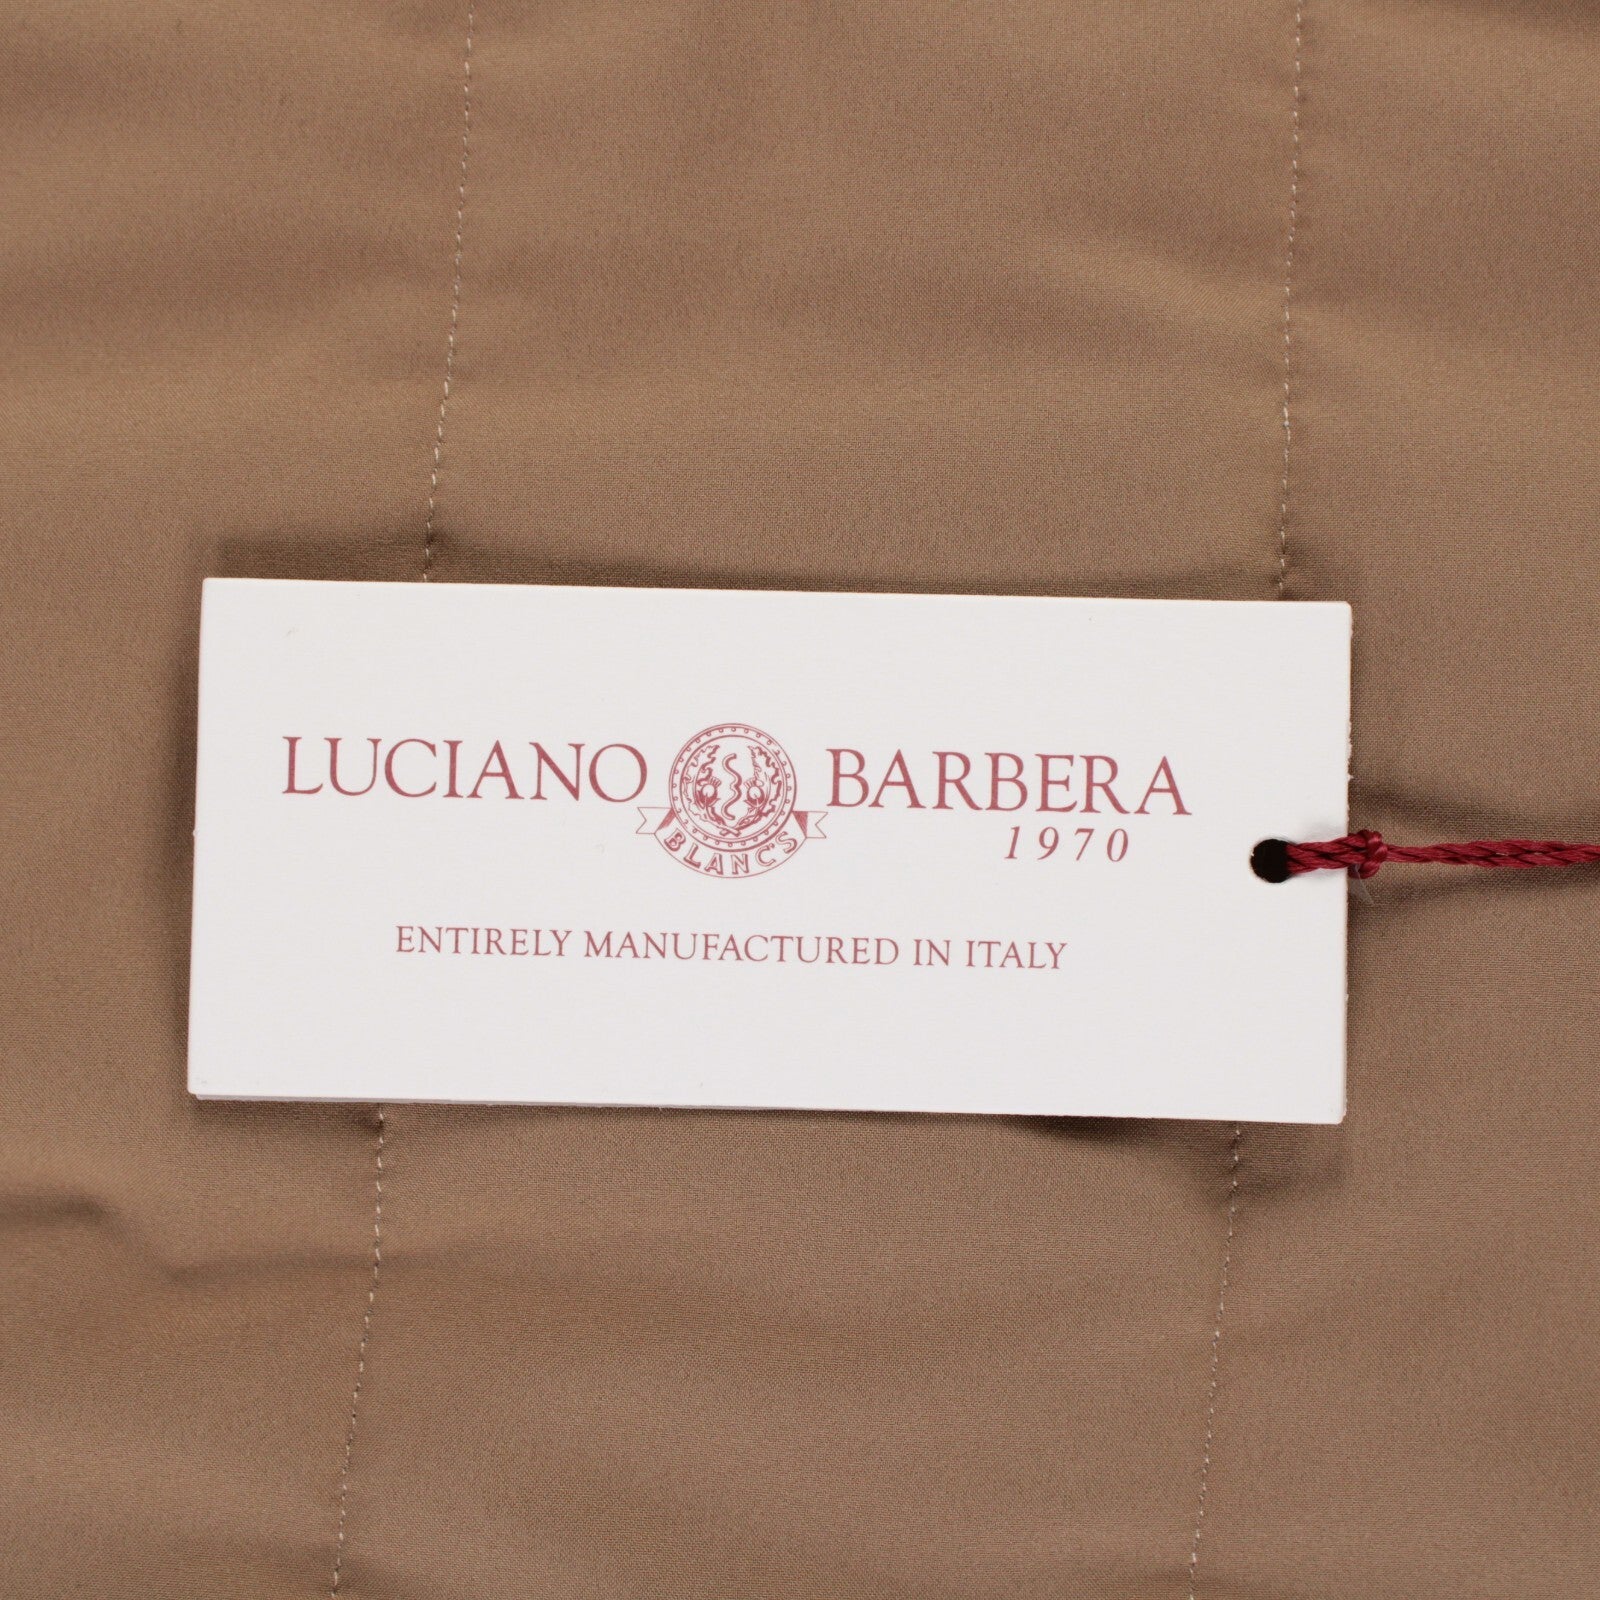 LUCIANO BARBERA
BLANC'S
1970
ENTIRELY MANUFACTURED IN ITALY